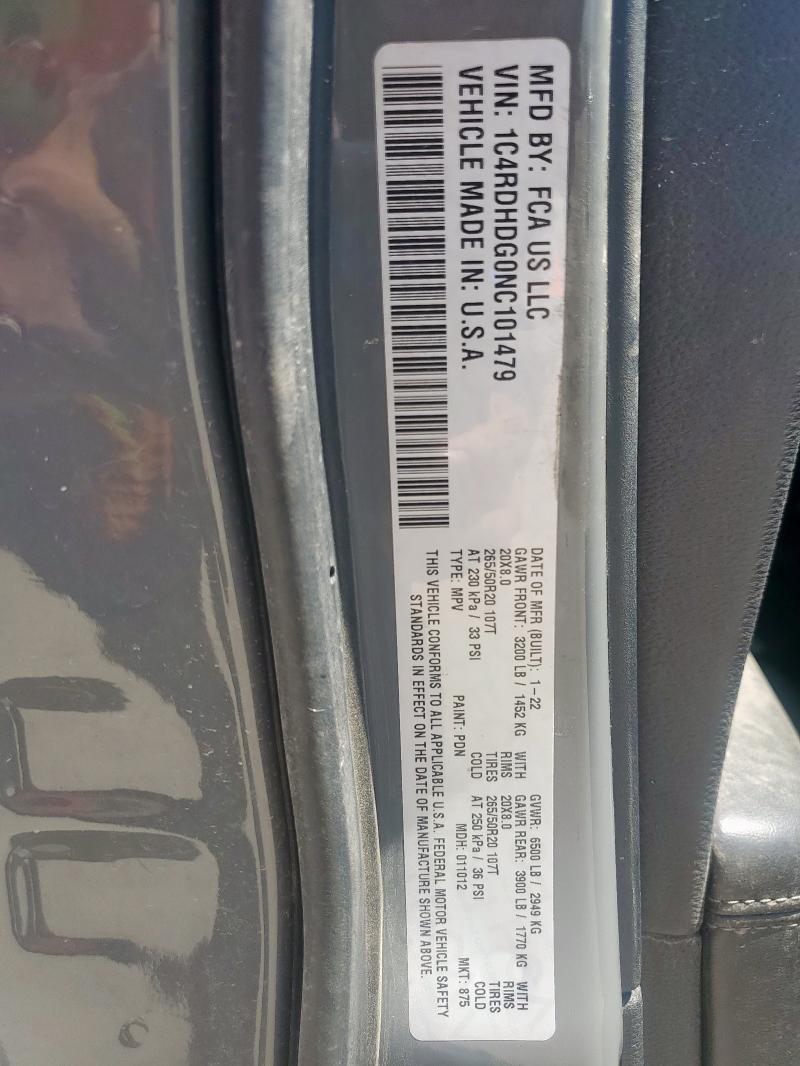 MFD BY: FCA US LLC
VIN: 1C4RDHDG0NC101479
VEHICLE MADE IN: U.S.A.
DATE OF MFR (BUILT): 1-22 GVWR: 6500 LB / 2949 KG
GAWR FRONT: 3200 LB / 1452 KG WITH GAWR REAR: 3900 LB / 1770 KG WITH
20X8.0 RIMS 20X8.0 RIMS
265/50R20 107T TIRES 265/50R20 107T TIRES
AT 230 kPa / 33 PSI COLD AT 250 kPa / 36 PSI COLD
TYPE: MPV PAINT: PDN MDH: 011012 MKT: 875
THIS VEHICLE CONFORMS TO ALL APPLICABLE U.S.A. FEDERAL MOTOR VEHICLE SAFETY
STANDARDS IN EFFECT ON THE DATE OF MANUFACTURE SHOWN ABOVE.